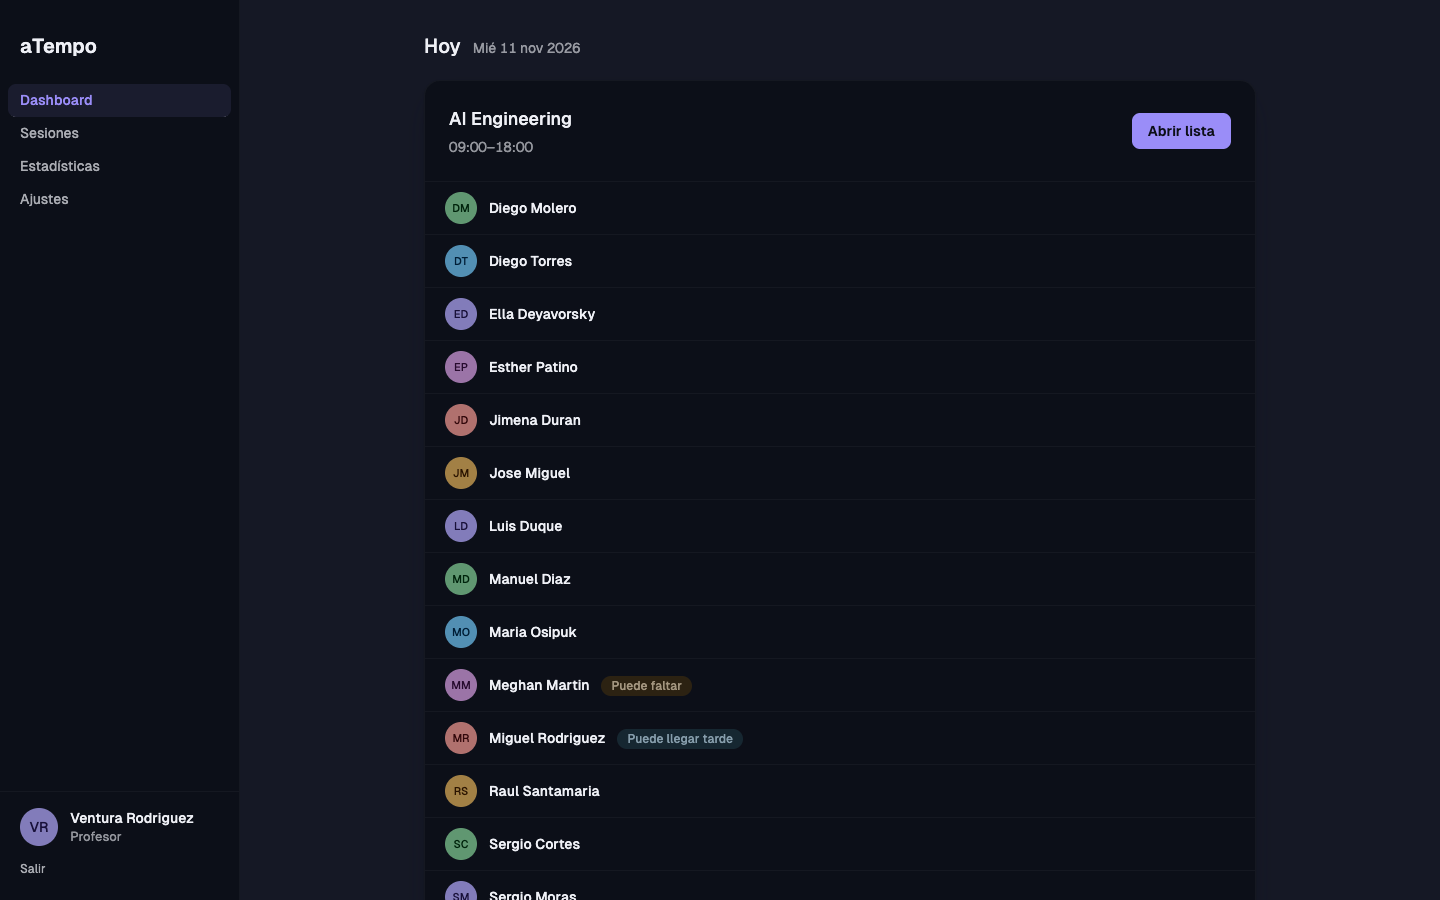 aTempo
Dashboard
Sesiones
Estadísticas
Ajustes
Hoy Mié 11 nov 2026
AI Engineering
09:00–18:00
Abrir lista
DM Diego Molero
DT Diego Torres
ED Ella Deyavorsky
EP Esther Patino
JD Jimena Duran
JM Jose Miguel
LD Luis Duque
MD Manuel Diaz
MO Maria Osipuk
MM Meghan Martin Puede faltar
MR Miguel Rodriguez Puede llegar tarde
RS Raul Santamaria
SC Sergio Cortes
SM Sergio Moras
VR Ventura Rodriguez
Profesor
Salir